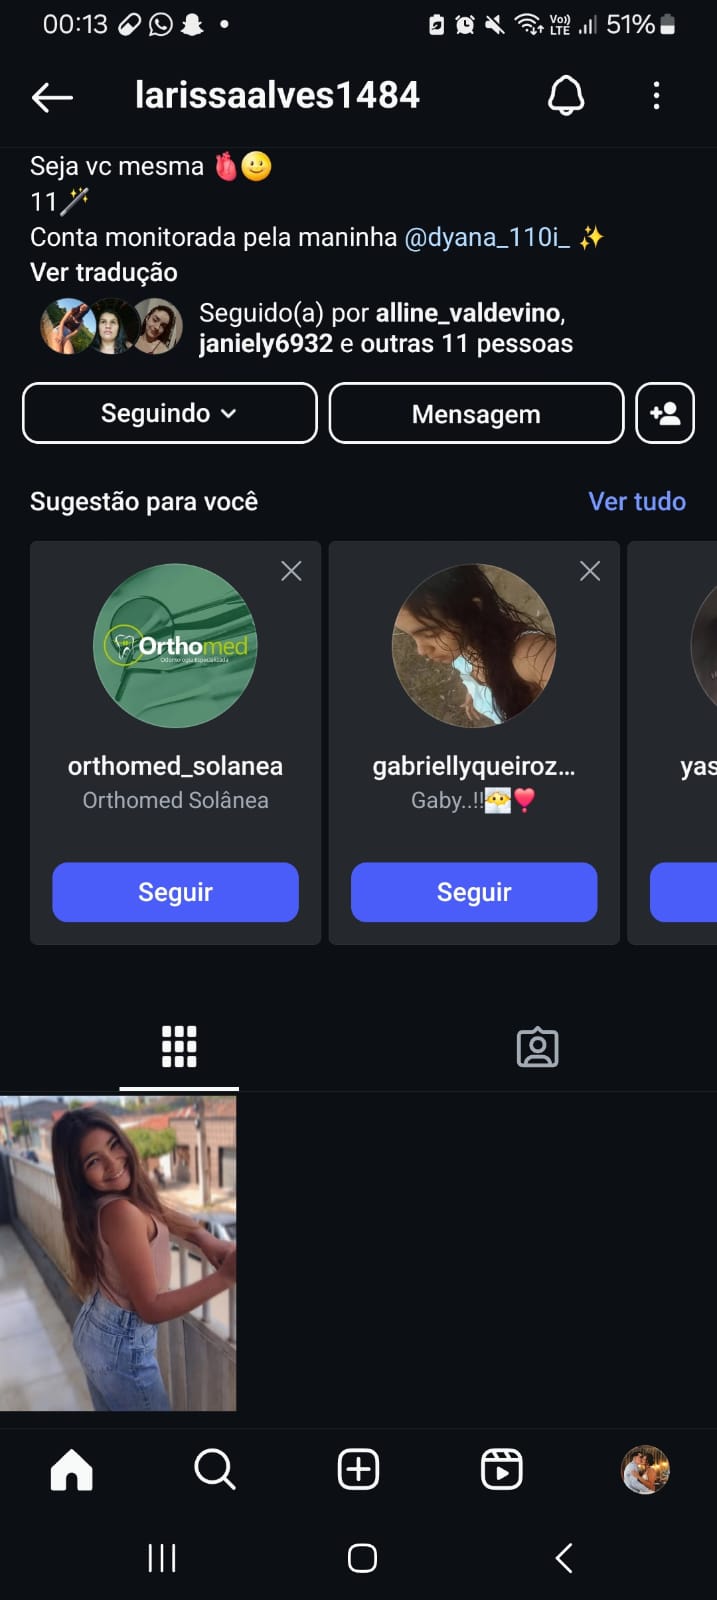 00:13
Vo)) LTE
51%
larissaalves1484
Seja vc mesma 🫀🙂
11🪄
Conta monitorada pela maninha @dyana_110i_ ✨
Ver tradução
Seguido(a) por alline_valdevino,
janiely6932 e outras 11 pessoas
Seguindo
Mensagem
Sugestão para você
Ver tudo
Orthomed
Odontologia Especializada
orthomed_solanea
Orthomed Solânea
Seguir
gabriellyqueiroz...
Gaby..!!😶‍🌫️❣️
Seguir
yas